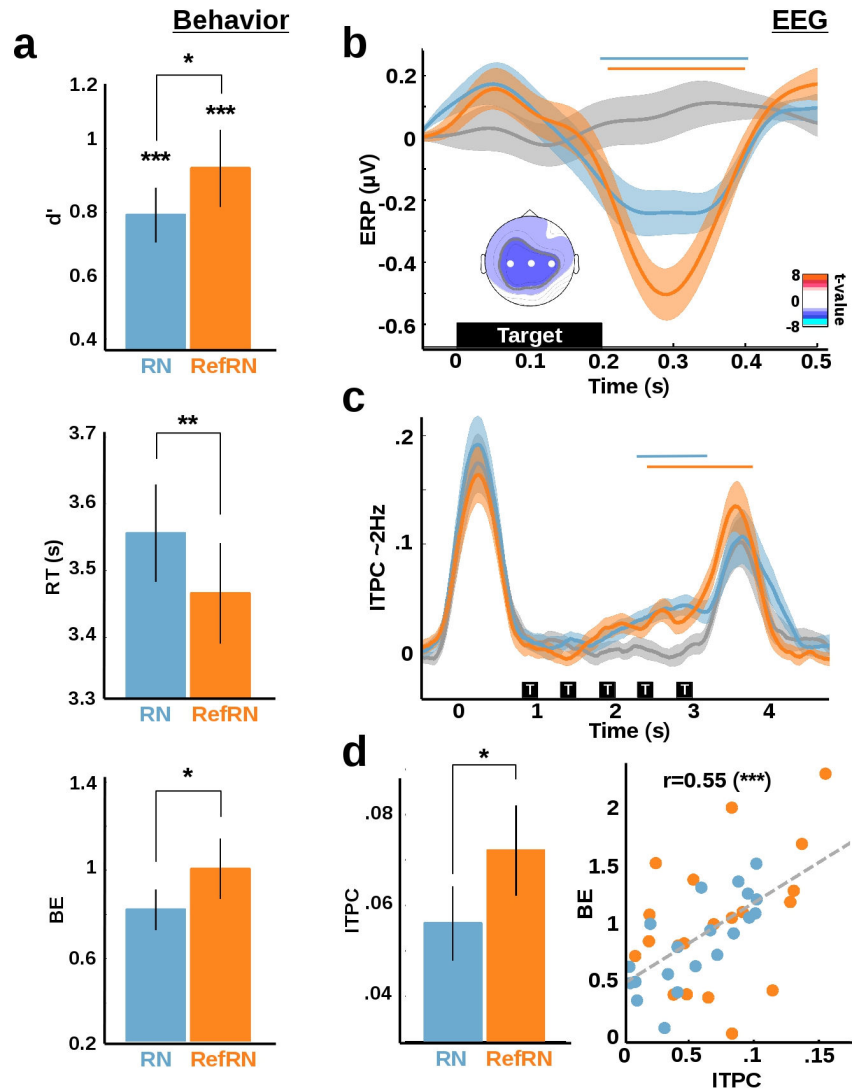 Behavior
EEG
a
*
***
***
1.2
1
0.8
0.6
0.4
d'
RN RefRN
b
0.2
0
-0.2
-0.4
-0.6
ERP (µV)
8
0
-8
t-value
Target
0 0.1 0.2 0.3 0.4 0.5
Time (s)
**
3.7
3.6
3.5
3.4
3.3
RT (s)
RN RefRN
c
.2
.1
0
ITPC ~2Hz
T T T T T
0 1 2 3 4
Time (s)
*
1.4
1
0.6
0.2
BE
RN RefRN
d
*
.08
.06
.04
ITPC
RN RefRN
r=0.55 (***)
2
1.5
1
0.5
0
BE
0 0.5 .1 .15
ITPC